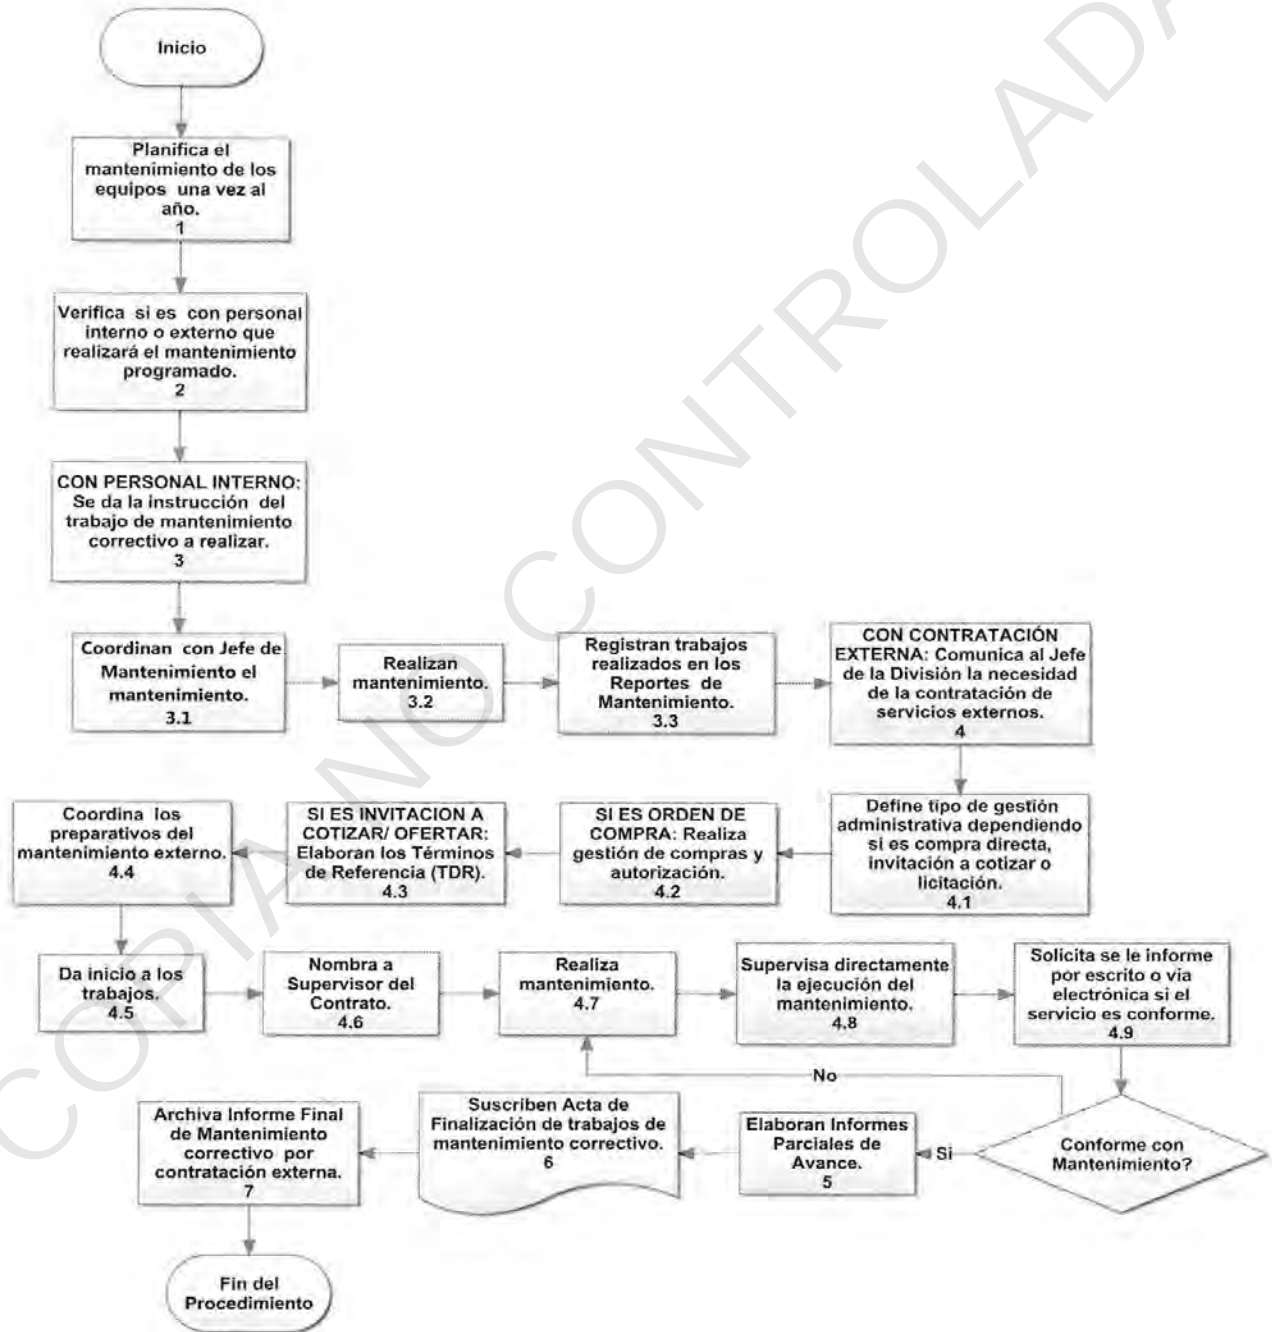 Inicio
Planifica el
mantenimiento de los
equipos una vez al
año.
1
Verifica si es con personal
interno o externo que
realizará el mantenimiento
programado.
2
CON PERSONAL INTERNO:
Se da la instrucción del
trabajo de mantenimiento
correctivo a realizar.
3
Coordinan con Jefe de
Mantenimiento el
mantenimiento.
3.1
Realizan
mantenimiento.
3.2
Registran trabajos
realizados en los
Reportes de
Mantenimiento.
3.3
CON CONTRATACIÓN
EXTERNA: Comunica al Jefe
de la División la necesidad
de la contratación de
servicios externos.
4
Define tipo de gestión
administrativa dependiendo
si es compra directa,
invitación a cotizar o
licitación.
4.1
SI ES ORDEN DE
COMPRA: Realiza
gestión de compras y
autorización.
4.2
SI ES INVITACION A
COTIZAR/ OFERTAR:
Elaboran los Términos
de Referencia (TDR).
4.3
Coordina los
preparativos del
mantenimiento externo.
4.4
Da inicio a los
trabajos.
4.5
Nombra a
Supervisor del
Contrato.
4.6
Realiza
mantenimiento.
4.7
Supervisa directamente
la ejecución del
mantenimiento.
4.8
Solicita se le informe
por escrito o via
electrónica si el
servicio es conforme.
4.9
Conforme con
Mantenimiento?
No
Si
Elaboran Informes
Parciales de
Avance.
5
Suscriben Acta de
Finalización de trabajos de
mantenimiento correctivo.
6
Archiva Informe Final
de Mantenimiento
correctivo por
contratación externa.
7
Fin del
Procedimiento
COPIA NO CONTROLADA